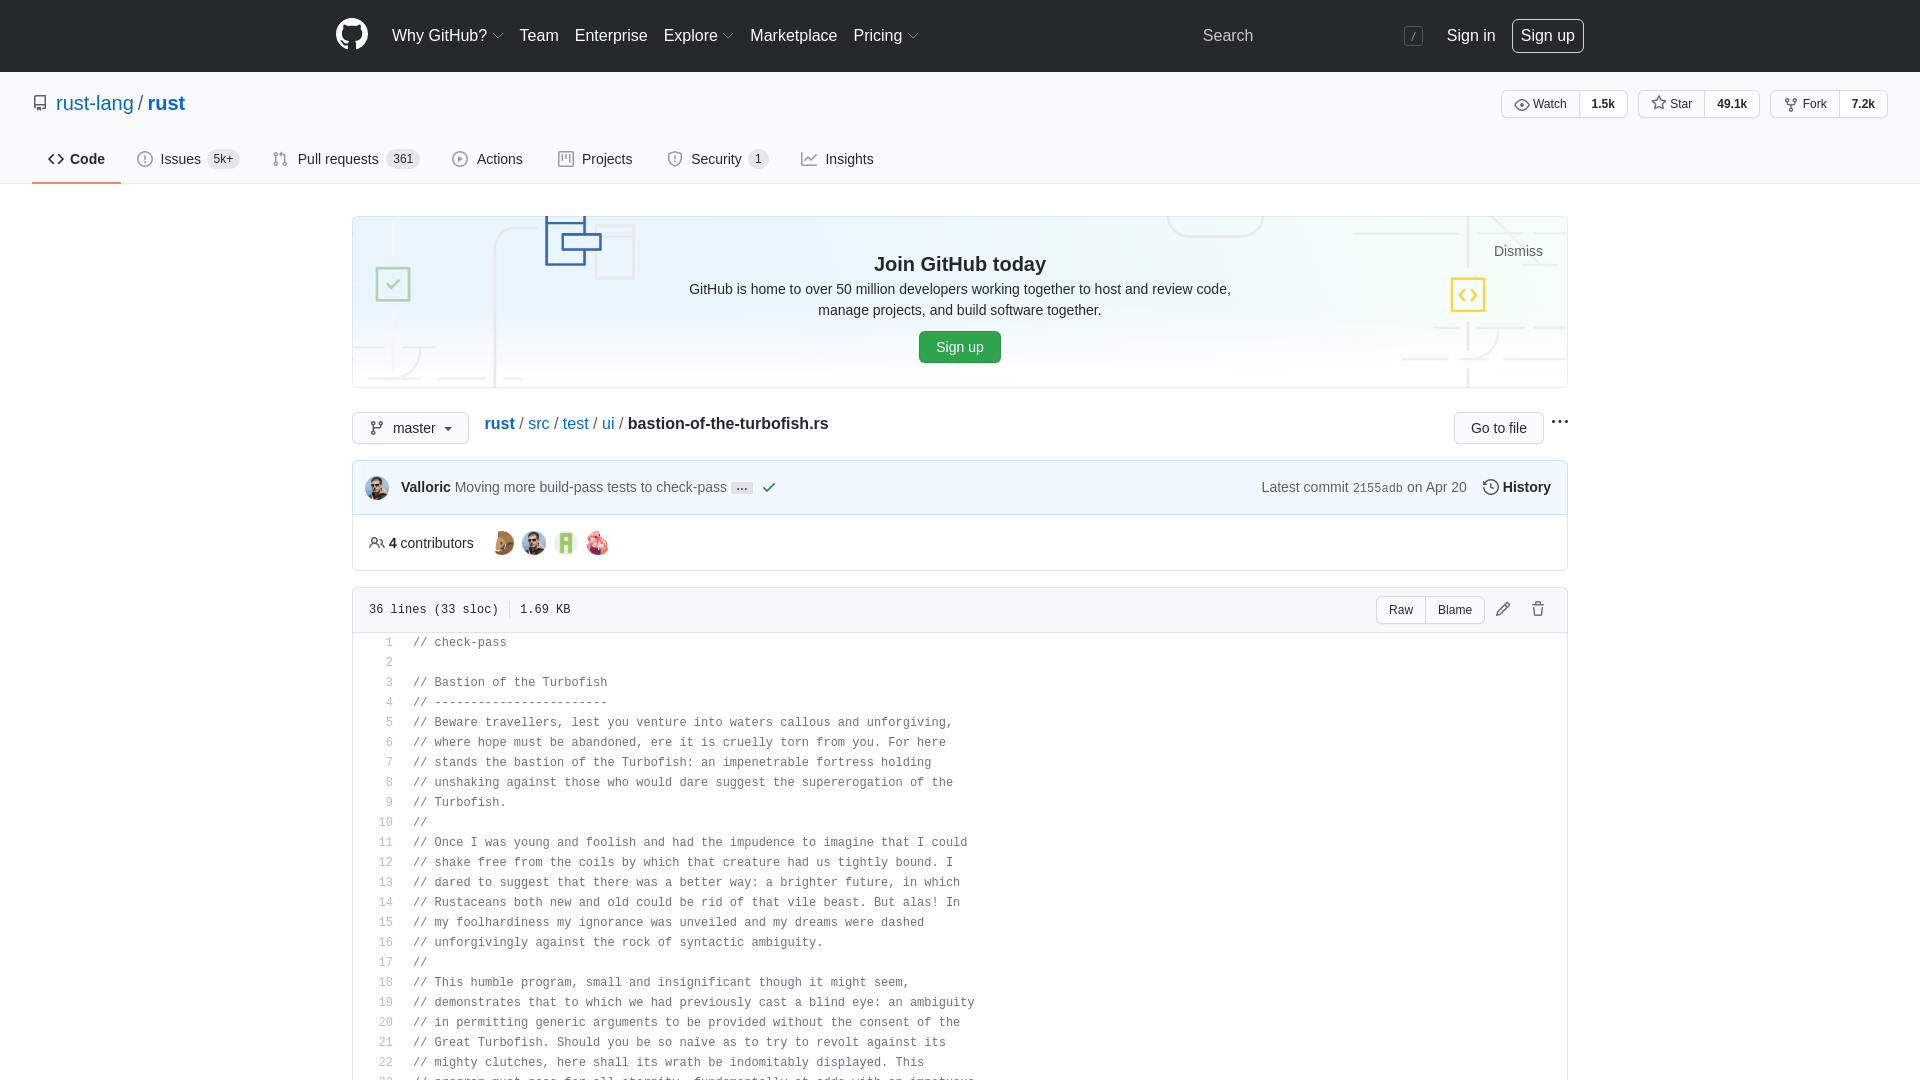 Why GitHub? Team Enterprise Explore Marketplace Pricing Search / Sign in Sign up
rust-lang / rust Watch 1.5k Star 49.1k Fork 7.2k
Code Issues 5k+ Pull requests 361 Actions Projects Security 1 Insights
Dismiss
Join GitHub today
GitHub is home to over 50 million developers working together to host and review code,
manage projects, and build software together.
Sign up
master rust / src / test / ui / bastion-of-the-turbofish.rs Go to file
Valloric Moving more build-pass tests to check-pass … Latest commit 2155adb on Apr 20 History
4 contributors
36 lines (33 sloc) 1.69 KB Raw Blame
1 // check-pass
2
3 // Bastion of the Turbofish
4 // ------------------------
5 // Beware travellers, lest you venture into waters callous and unforgiving,
6 // where hope must be abandoned, ere it is cruelly torn from you. For here
7 // stands the bastion of the Turbofish: an impenetrable fortress holding
8 // unshaking against those who would dare suggest the supererogation of the
9 // Turbofish.
10 //
11 // Once I was young and foolish and had the impudence to imagine that I could
12 // shake free from the coils by which that creature had us tightly bound. I
13 // dared to suggest that there was a better way: a brighter future, in which
14 // Rustaceans both new and old could be rid of that vile beast. But alas! In
15 // my foolhardiness my ignorance was unveiled and my dreams were dashed
16 // unforgivingly against the rock of syntactic ambiguity.
17 //
18 // This humble program, small and insignificant though it might seem,
19 // demonstrates that to which we had previously cast a blind eye: an ambiguity
20 // in permitting generic arguments to be provided without the consent of the
21 // Great Turbofish. Should you be so naïve as to try to revolt against its
22 // mighty clutches, here shall its wrath be indomitably displayed. This